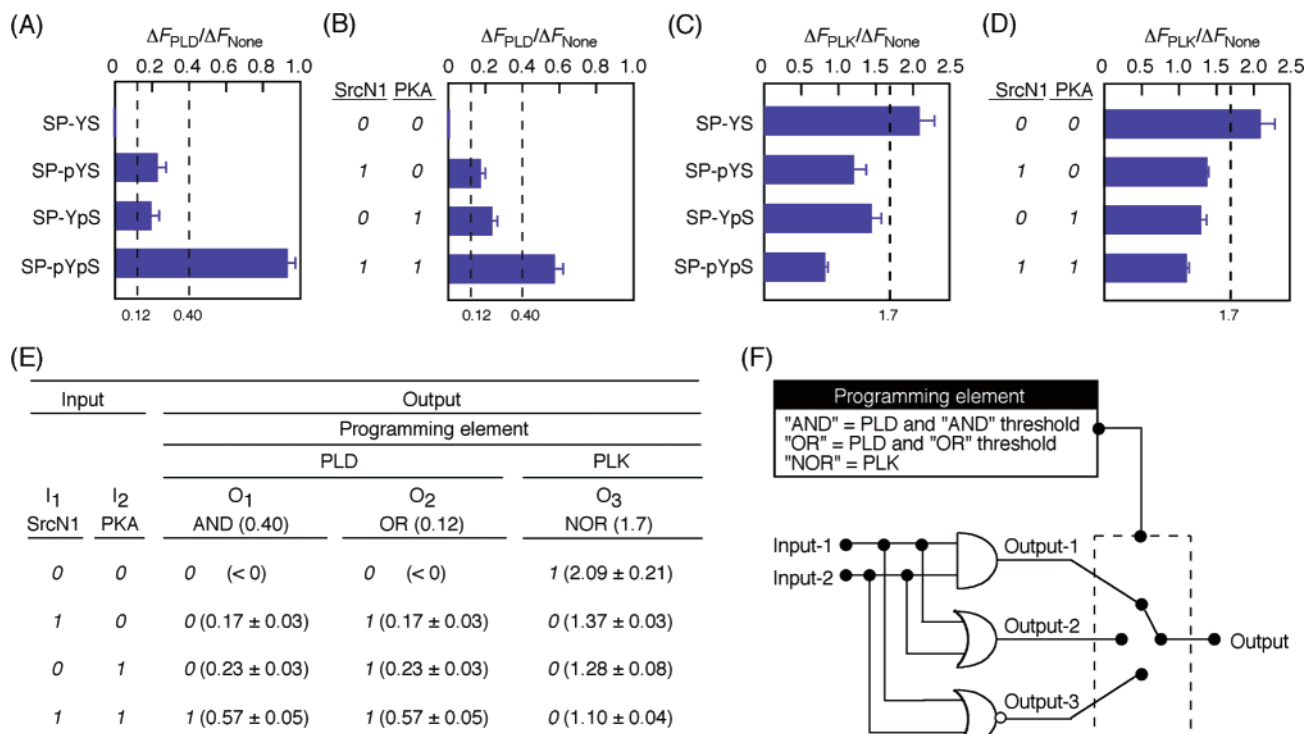 (A)
ΔF_PLD/ΔF_None
0 0.2 0.6 1.0
SP-YS
SP-pYS
SP-YpS
SP-pYpS
0.12 0.40
(B)
ΔF_PLD/ΔF_None
0 0.2 0.6 1.0
SrcN1 PKA
0 0
1 0
0 1
1 1
0.12 0.40
(C)
ΔF_PLK/ΔF_None
0 0.5 1.0 1.5 2.0 2.5
SP-YS
SP-pYS
SP-YpS
SP-pYpS
1.7
(D)
ΔF_PLK/ΔF_None
0 0.5 1.0 1.5 2.0 2.5
SrcN1 PKA
0 0
1 0
0 1
1 1
1.7
(E)
Input Output
Programming element
PLD PLK
I1 I2 O1 O2 O3
SrcN1 PKA AND (0.40) OR (0.12) NOR (1.7)
0 0 0 (< 0) 0 (< 0) 1 (2.09 ± 0.21)
1 0 0 (0.17 ± 0.03) 1 (0.17 ± 0.03) 0 (1.37 ± 0.03)
0 1 0 (0.23 ± 0.03) 1 (0.23 ± 0.03) 0 (1.28 ± 0.08)
1 1 1 (0.57 ± 0.05) 1 (0.57 ± 0.05) 0 (1.10 ± 0.04)
(F)
Programming element
"AND" = PLD and "AND" threshold
"OR" = PLD and "OR" threshold
"NOR" = PLK
Input-1
Input-2
Output-1
Output-2
Output-3
Output